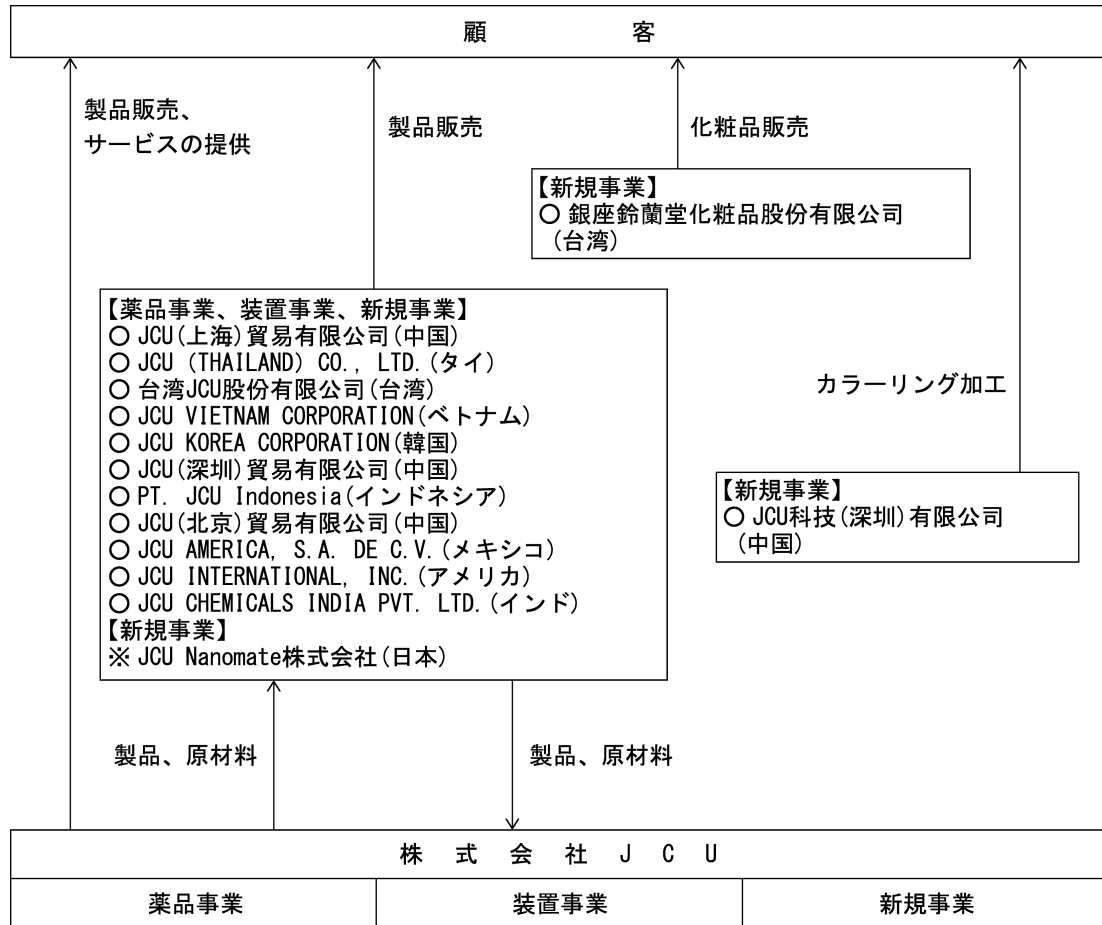 顧客
製品販売、
サービスの提供
製品販売
化粧品販売
【新規事業】
○ 銀座鈴蘭堂化粧品股份有限公司
(台湾)
【薬品事業、装置事業、新規事業】
○ JCU(上海)貿易有限公司(中国)
○ JCU (THAILAND) CO., LTD.(タイ)
○ 台湾JCU股份有限公司(台湾)
○ JCU VIETNAM CORPORATION(ベトナム)
○ JCU KOREA CORPORATION(韓国)
○ JCU(深圳)貿易有限公司(中国)
○ PT. JCU Indonesia(インドネシア)
○ JCU(北京)貿易有限公司(中国)
○ JCU AMERICA, S.A. DE C.V.(メキシコ)
○ JCU INTERNATIONAL, INC.(アメリカ)
○ JCU CHEMICALS INDIA PVT. LTD.(インド)
【新規事業】
※ JCU Nanomate株式会社(日本)
カラーリング加工
【新規事業】
○ JCU科技(深圳)有限公司
(中国)
製品、原材料
製品、原材料
株式会社JCU
薬品事業
装置事業
新規事業